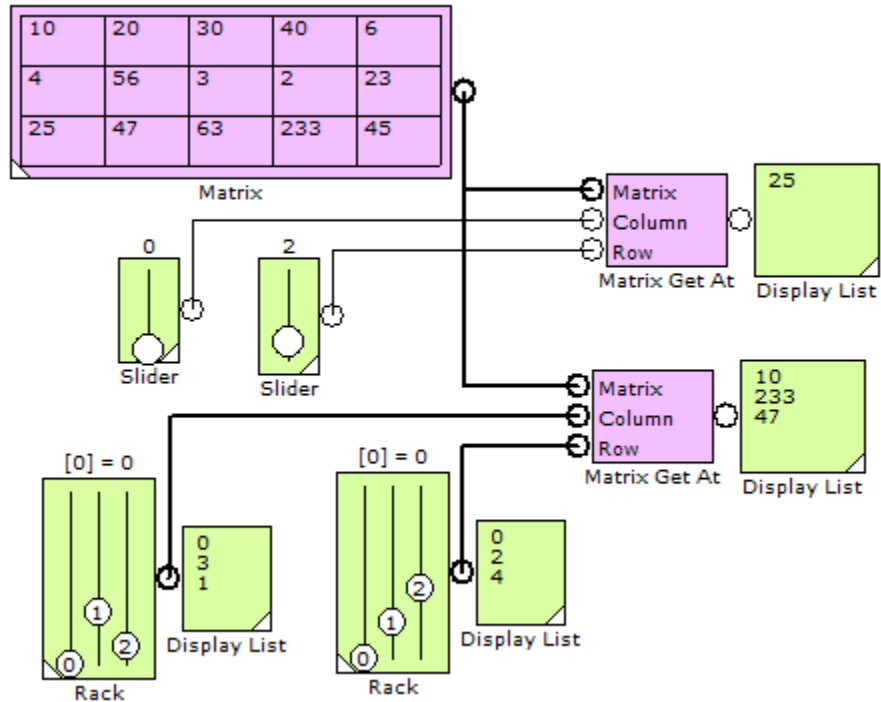 10 20 30 40 6
4 56 3 2 23
25 47 63 233 45
Matrix
Matrix
Column
Row
Matrix Get At
25
Display List
0
Slider
2
Slider
Matrix
Column
Row
Matrix Get At
10
233
47
Display List
[0] = 0
0
1
2
Rack
0
3
1
Display List
[0] = 0
0
1
2
Rack
0
2
4
Display List